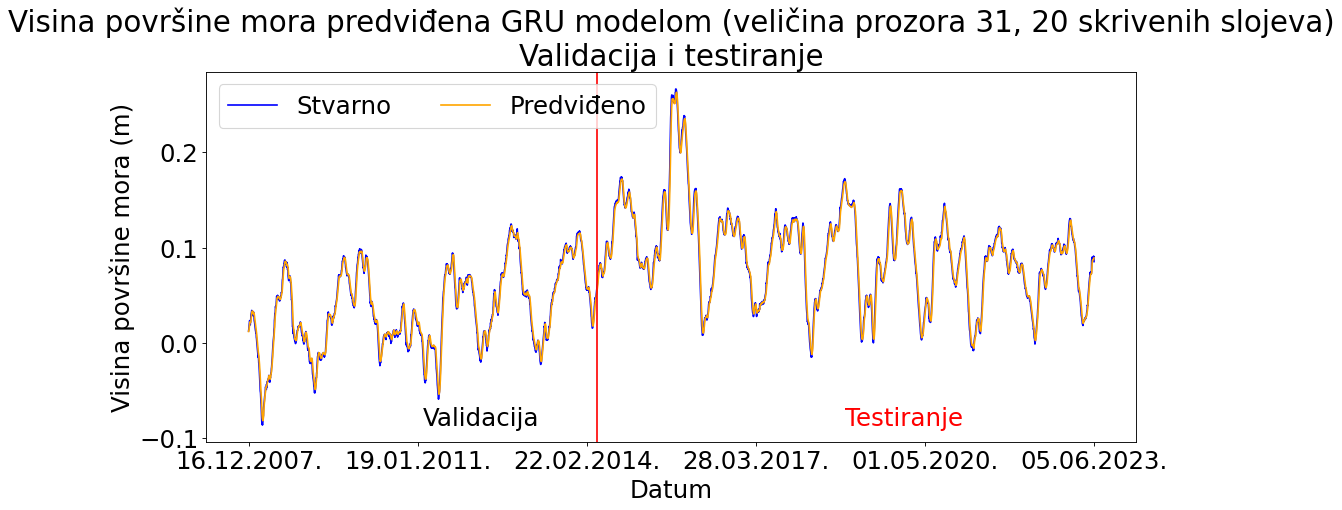 Visina površine mora predviđena GRU modelom (veličina prozora 31, 20 skrivenih slojeva)
Validacija i testiranje
Stvarno
Predviđeno
Visina površine mora (m)
0.2
0.1
0.0
−0.1
Validacija
Testiranje
16.12.2007.
19.01.2011.
22.02.2014.
28.03.2017.
01.05.2020.
05.06.2023.
Datum